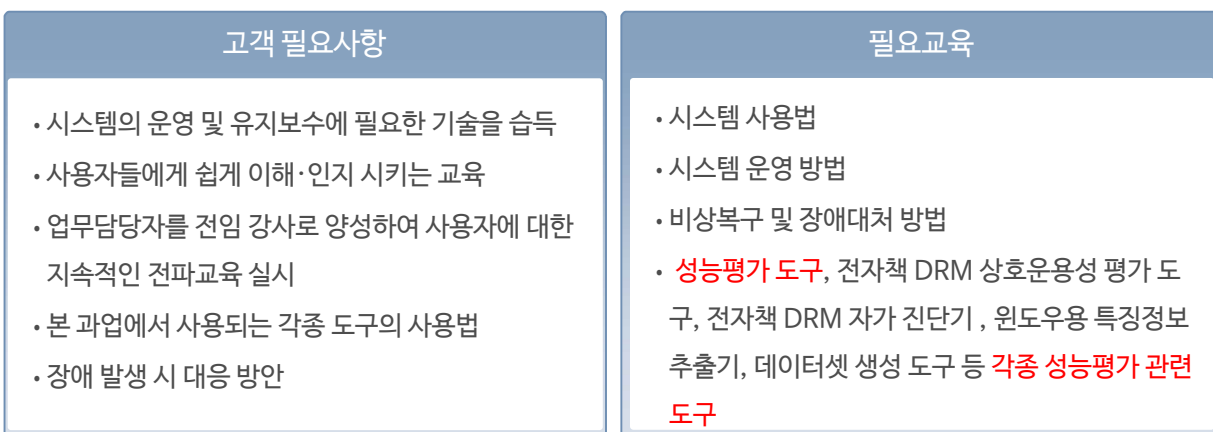 고객 필요사항
• 시스템의 운영 및 유지보수에 필요한 기술을 습득
• 사용자들에게 쉽게 이해·인지 시키는 교육
• 업무담당자를 전임 강사로 양성하여 사용자에 대한
지속적인 전파교육 실시
• 본 과업에서 사용되는 각종 도구의 사용법
• 장애 발생 시 대응 방안
필요교육
• 시스템 사용법
• 시스템 운영 방법
• 비상복구 및 장애대처 방법
• 성능평가 도구, 전자책 DRM 상호운용성 평가 도
구, 전자책 DRM 자가 진단기 , 윈도우용 특징정보
추출기, 데이터셋 생성 도구 등 각종 성능평가 관련
도구